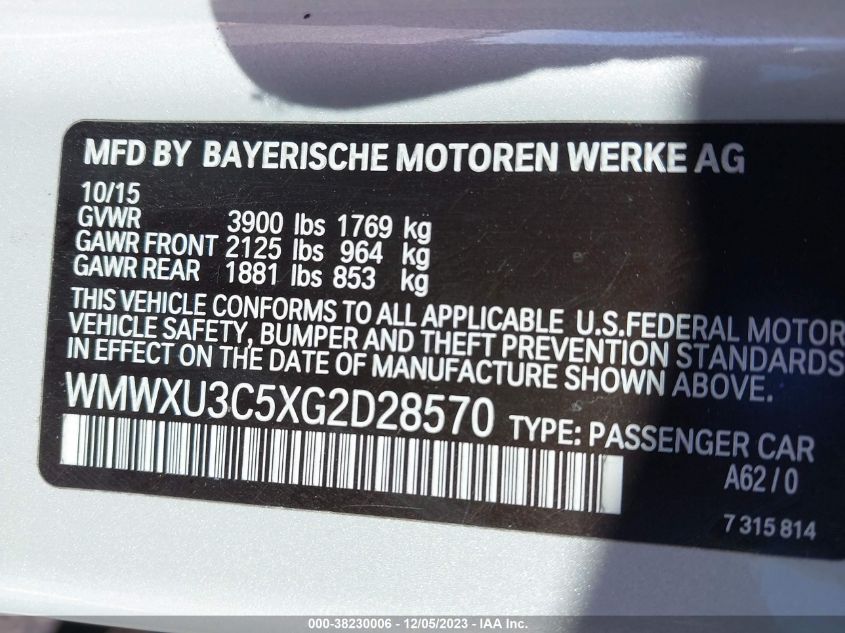 MFD BY BAYERISCHE MOTOREN WERKE AG
10/15
GVWR 3900 lbs 1769 kg
GAWR FRONT 2125 lbs 964 kg
GAWR REAR 1881 lbs 853 kg
THIS VEHICLE CONFORMS TO ALL APPLICABLE U.S.FEDERAL MOTOR
VEHICLE SAFETY, BUMPER AND THEFT PREVENTION STANDARDS
IN EFFECT ON THE DATE OF MANUFACTURE SHOWN ABOVE.
WMWXU3C5XG2D28570 TYPE: PASSENGER CAR
A62/0
7 315 814
000-38230006 - 12/05/2023 - IAA Inc.